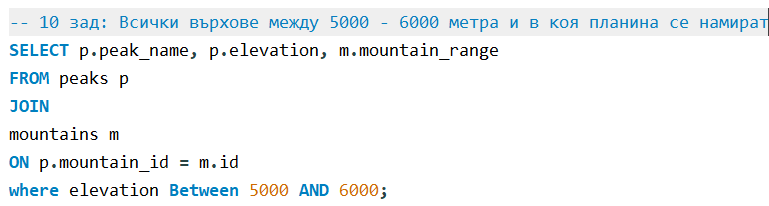 -- 10 зад: Всички върхове между 5000 - 6000 метра и в коя планина се намират
SELECT p.peak_name, p.elevation, m.mountain_range
FROM peaks p
JOIN
mountains m
ON p.mountain_id = m.id
where elevation Between 5000 AND 6000;